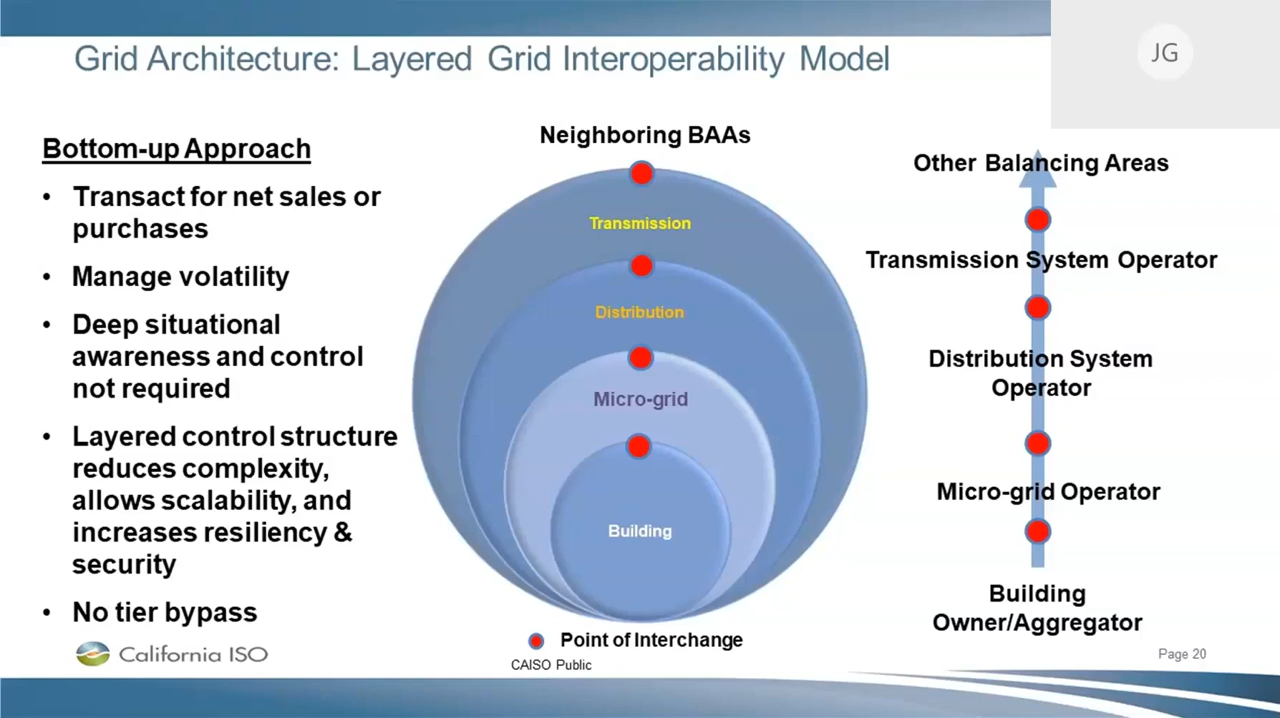 Grid Architecture: Layered Grid Interoperability Model
JG
Bottom-up Approach
• Transact for net sales or
purchases
• Manage volatility
• Deep situational
awareness and control
not required
• Layered control structure
reduces complexity,
allows scalability, and
increases resiliency &
security
• No tier bypass
Neighboring BAAs
Transmission
Distribution
Micro-grid
Building
Point of Interchange
Other Balancing Areas
Transmission System Operator
Distribution System
Operator
Micro-grid Operator
Building
Owner/Aggregator
California ISO
CAISO Public
Page 20